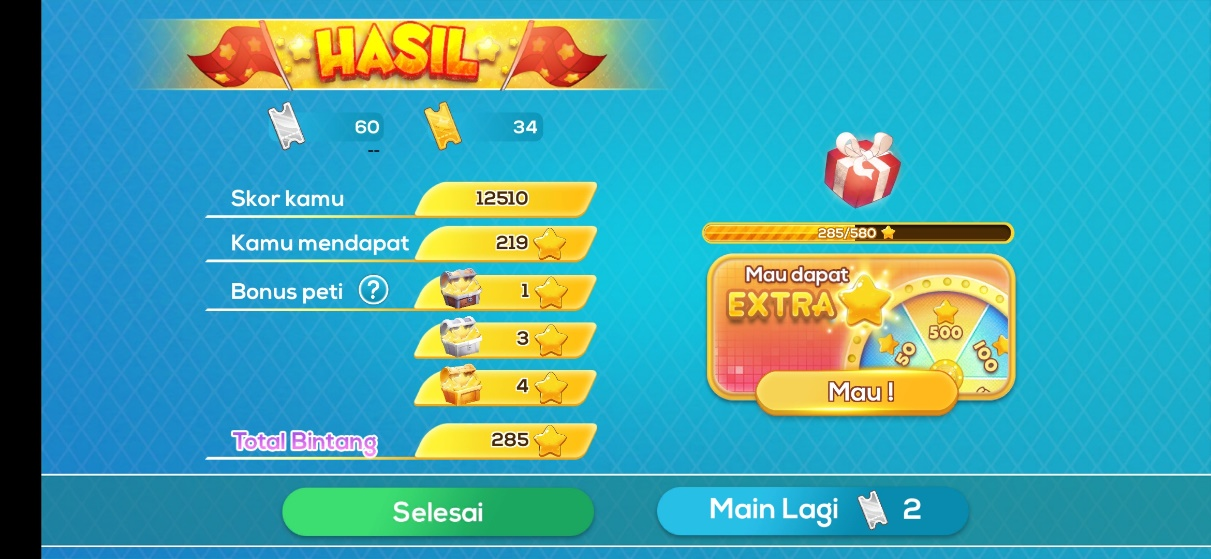 HASIL
60
34
--
Skor kamu 12510
Kamu mendapat 219
Bonus peti ? 1
3
4
Total Bintang 285
285/580
Mau dapat
EXTRA
50
500
100
Mau !
Selesai
Main Lagi 2